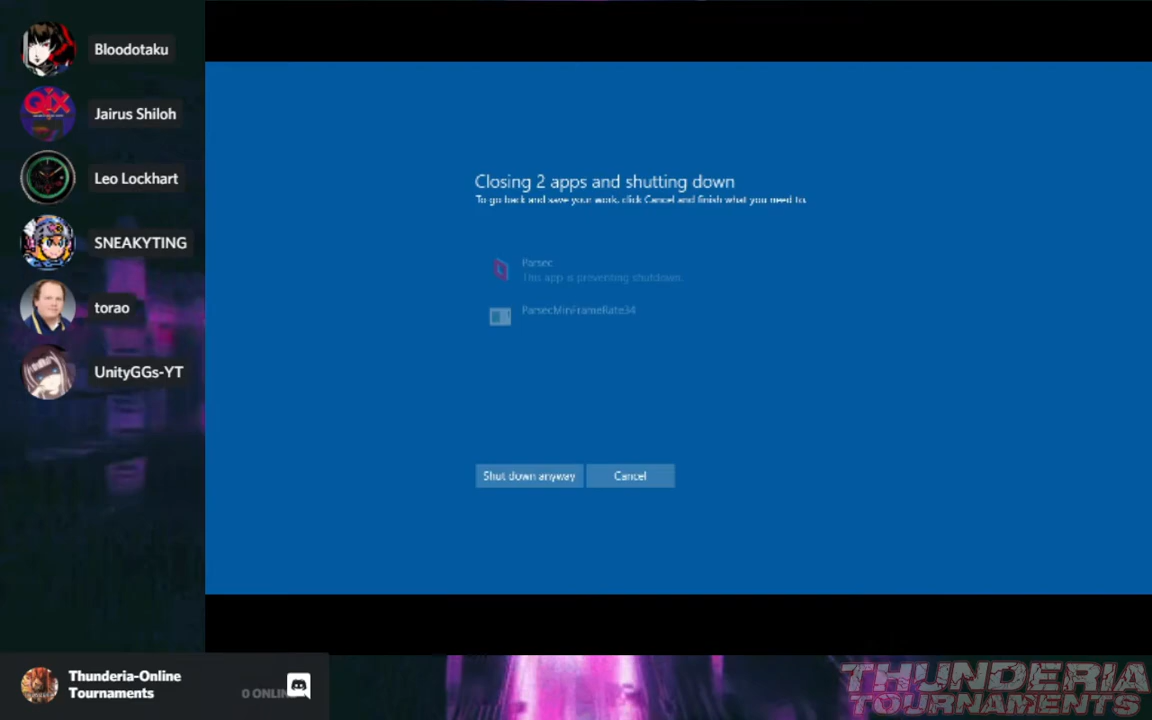 Bloodotaku
Jairus Shiloh
Leo Lockhart
SNEAKYTING
torao
UnityGGs-YT
Closing 2 apps and shutting down
To go back and save your work, click Cancel and finish what you need to.
Parsec
This app is preventing shutdown.
ParsecMinFrameRate34
Shut down anyway
Cancel
Thunderia-Online
Tournaments
0 ONLIN
THUNDERIA
TOURNAMENTS